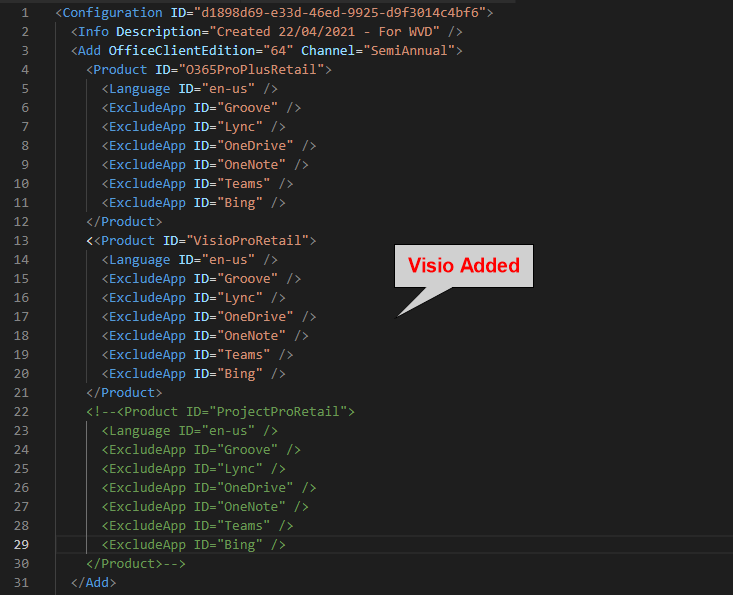 1 <Configuration ID="d1898d69-e33d-46ed-9925-d9f3014c4bf6">
2 <Info Description="Created 22/04/2021 - For WVD" />
3 <Add OfficeClientEdition="64" Channel="SemiAnnual">
4 <Product ID="O365ProPlusRetail">
5 <Language ID="en-us" />
6 <ExcludeApp ID="Groove" />
7 <ExcludeApp ID="Lync" />
8 <ExcludeApp ID="OneDrive" />
9 <ExcludeApp ID="OneNote" />
10 <ExcludeApp ID="Teams" />
11 <ExcludeApp ID="Bing" />
12 </Product>
13 <<Product ID="VisioProRetail">
14 <Language ID="en-us" />
Visio Added
15 <ExcludeApp ID="Groove" />
16 <ExcludeApp ID="Lync" />
17 <ExcludeApp ID="OneDrive" />
18 <ExcludeApp ID="OneNote" />
19 <ExcludeApp ID="Teams" />
20 <ExcludeApp ID="Bing" />
21 </Product>
22 <!--<Product ID="ProjectProRetail">
23 <Language ID="en-us" />
24 <ExcludeApp ID="Groove" />
25 <ExcludeApp ID="Lync" />
26 <ExcludeApp ID="OneDrive" />
27 <ExcludeApp ID="OneNote" />
28 <ExcludeApp ID="Teams" />
29 <ExcludeApp ID="Bing" />
30 </Product>-->
31 </Add>